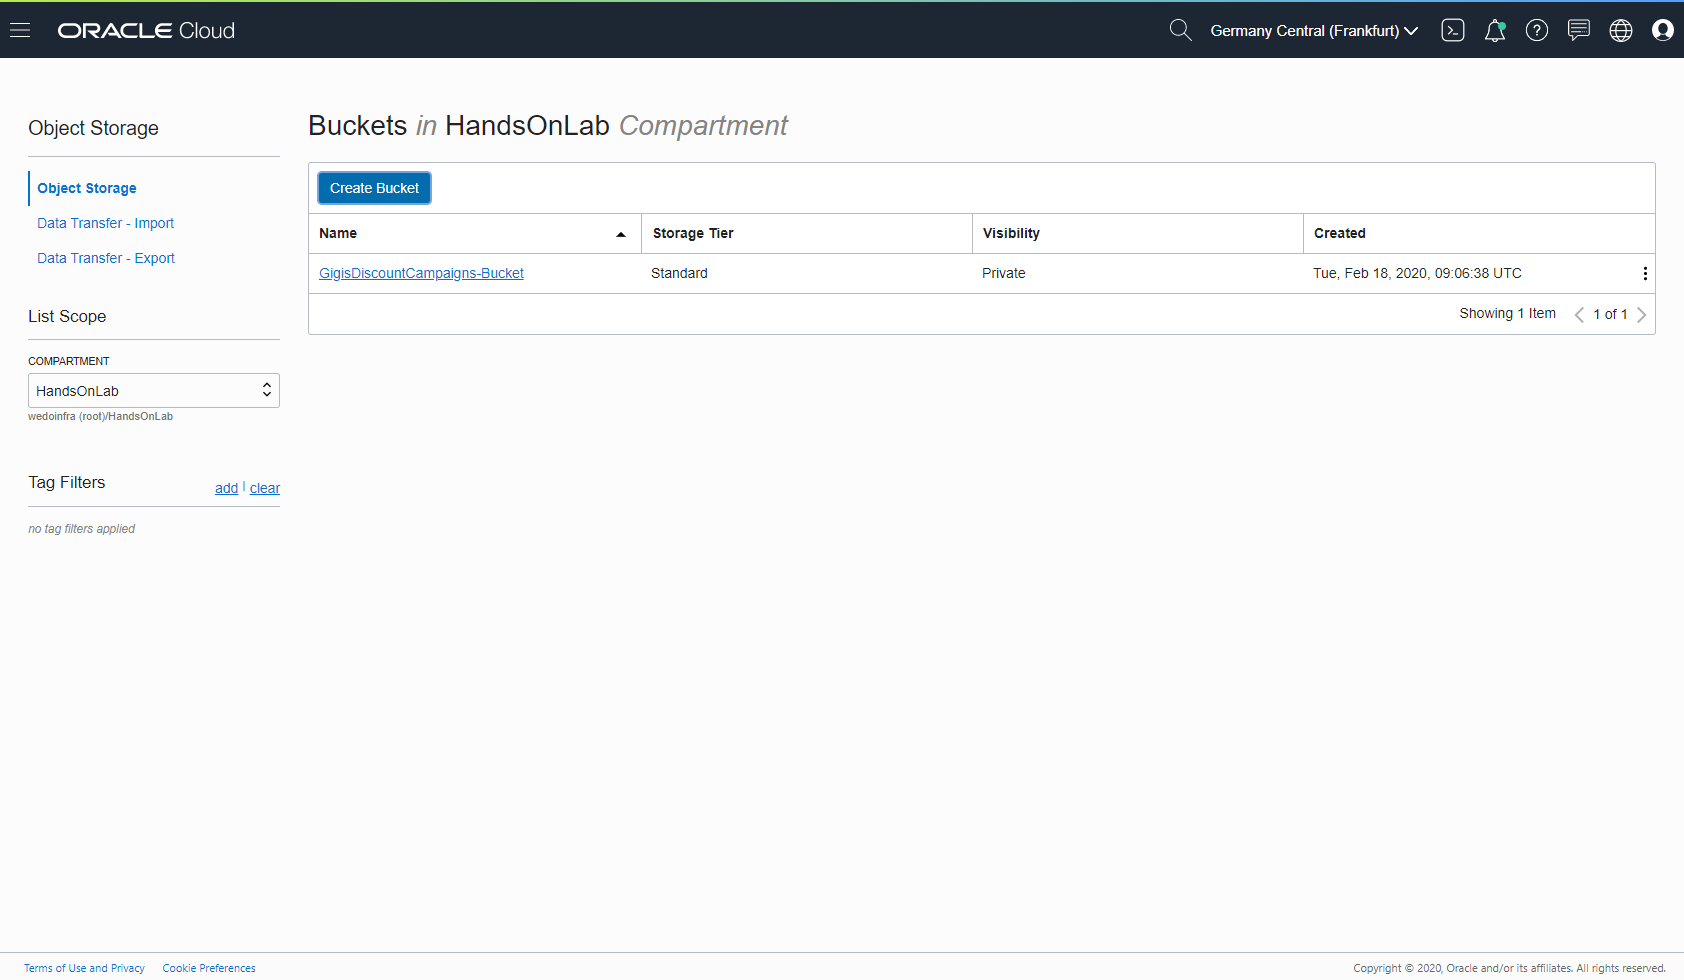 ORACLE Cloud
Germany Central (Frankfurt)
Object Storage
Object Storage
Data Transfer - Import
Data Transfer - Export
List Scope
COMPARTMENT
HandsOnLab
wedoinfra (root)/HandsOnLab
Tag Filters
add | clear
no tag filters applied
Buckets in HandsOnLab Compartment
Create Bucket
Name Storage Tier Visibility Created
GigisDiscountCampaigns-Bucket Standard Private Tue, Feb 18, 2020, 09:06:38 UTC
Showing 1 Item 1 of 1
Terms of Use and Privacy Cookie Preferences Copyright © 2020, Oracle and/or its affiliates. All rights reserved.